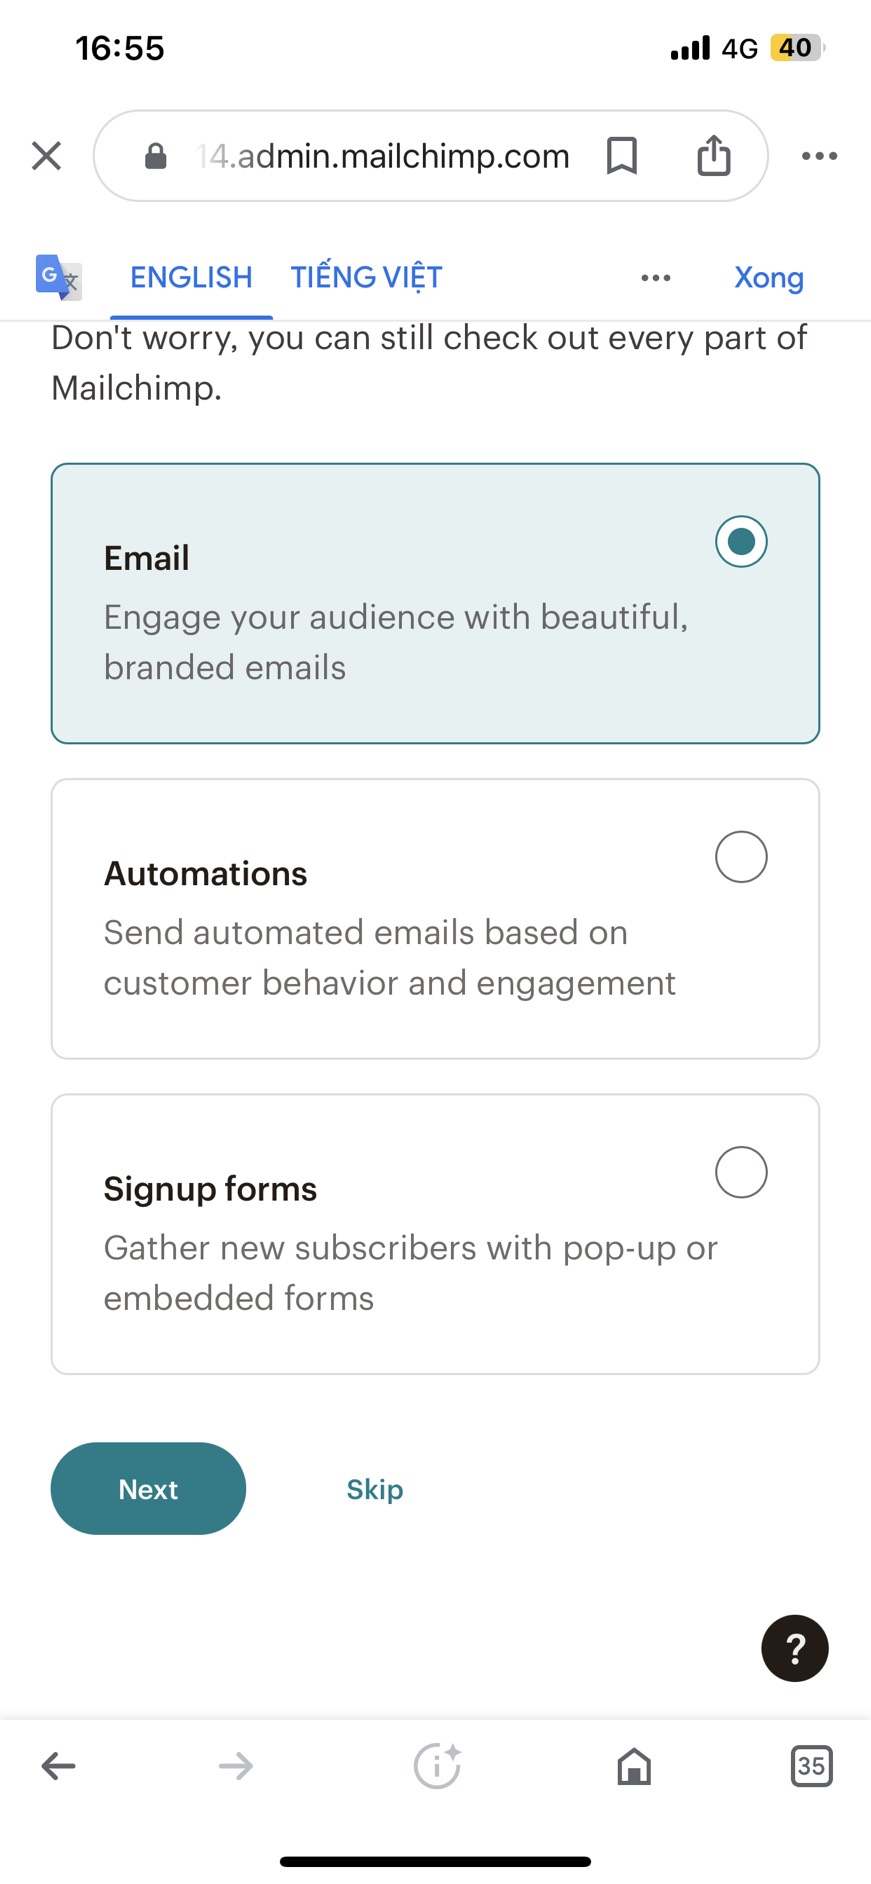 16:55
4G 40
14.admin.mailchimp.com
G 文 ENGLISH TIẾNG VIỆT Xong
Don't worry, you can still check out every part of
Mailchimp.
Email
Engage your audience with beautiful,
branded emails
Automations
Send automated emails based on
customer behavior and engagement
Signup forms
Gather new subscribers with pop-up or
embedded forms
Next Skip
?
35